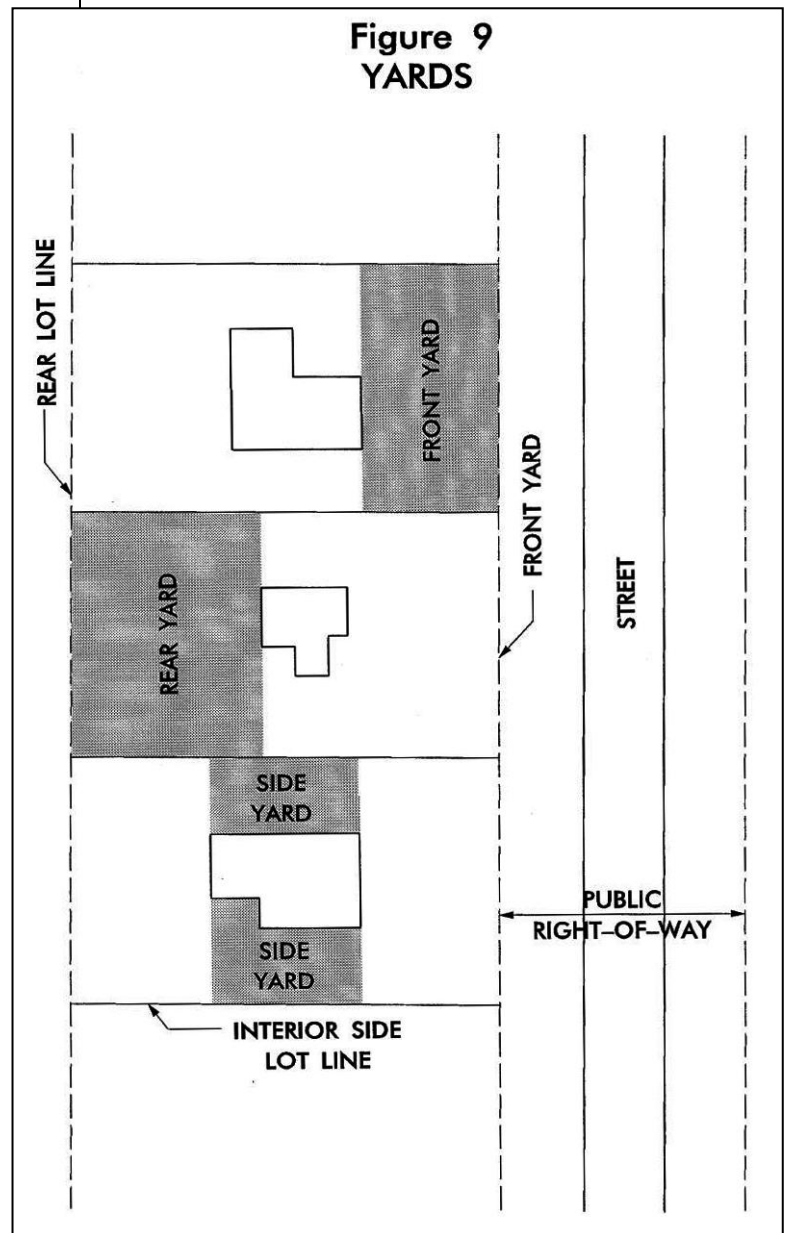 Figure 9
YARDS
REAR LOT LINE
FRONT YARD
FRONT YARD
REAR YARD
STREET
SIDE
YARD
PUBLIC
RIGHT–OF–WAY
SIDE
YARD
INTERIOR SIDE
LOT LINE